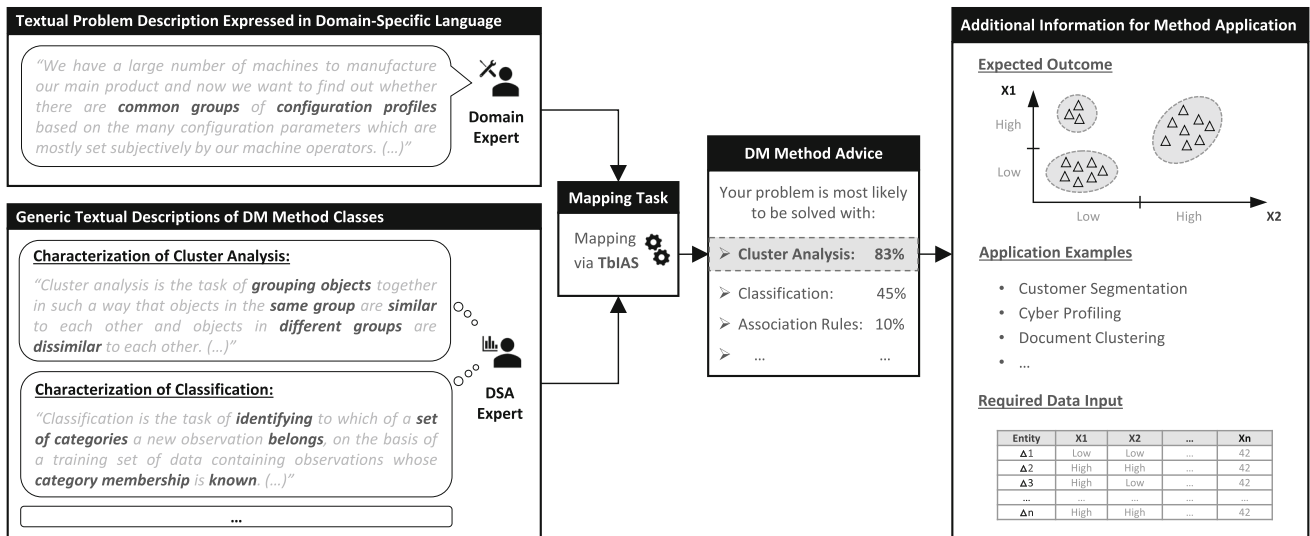 Textual Problem Description Expressed in Domain-Specific Language
“We have a large number of machines to manufacture
our main product and now we want to find out whether
there are common groups of configuration profiles
based on the many configuration parameters which are
mostly set subjectively by our machine operators. (…)”
Domain
Expert
Generic Textual Descriptions of DM Method Classes
Characterization of Cluster Analysis:
“Cluster analysis is the task of grouping objects together
in such a way that objects in the same group are similar
to each other and objects in different groups are
dissimilar to each other. (…)”
Characterization of Classification:
“Classification is the task of identifying to which of a set
of categories a new observation belongs, on the basis of
a training set of data containing observations whose
category membership is known. (…)”
...
DSA
Expert
Mapping Task
Mapping
via TbIAS
DM Method Advice
Your problem is most likely
to be solved with:
➢ Cluster Analysis: 83%
➢ Classification: 45%
➢ Association Rules: 10%
➢ ... ...
Additional Information for Method Application
Expected Outcome
X1
High
Low
Low High X2
Application Examples
• Customer Segmentation
• Cyber Profiling
• Document Clustering
• ...
Required Data Input
Entity X1 X2 ... Xn
Δ1 Low Low ... 42
Δ2 High High ... 42
Δ3 High Low ... 42
... ... ... ... ...
Δn High High ... 42